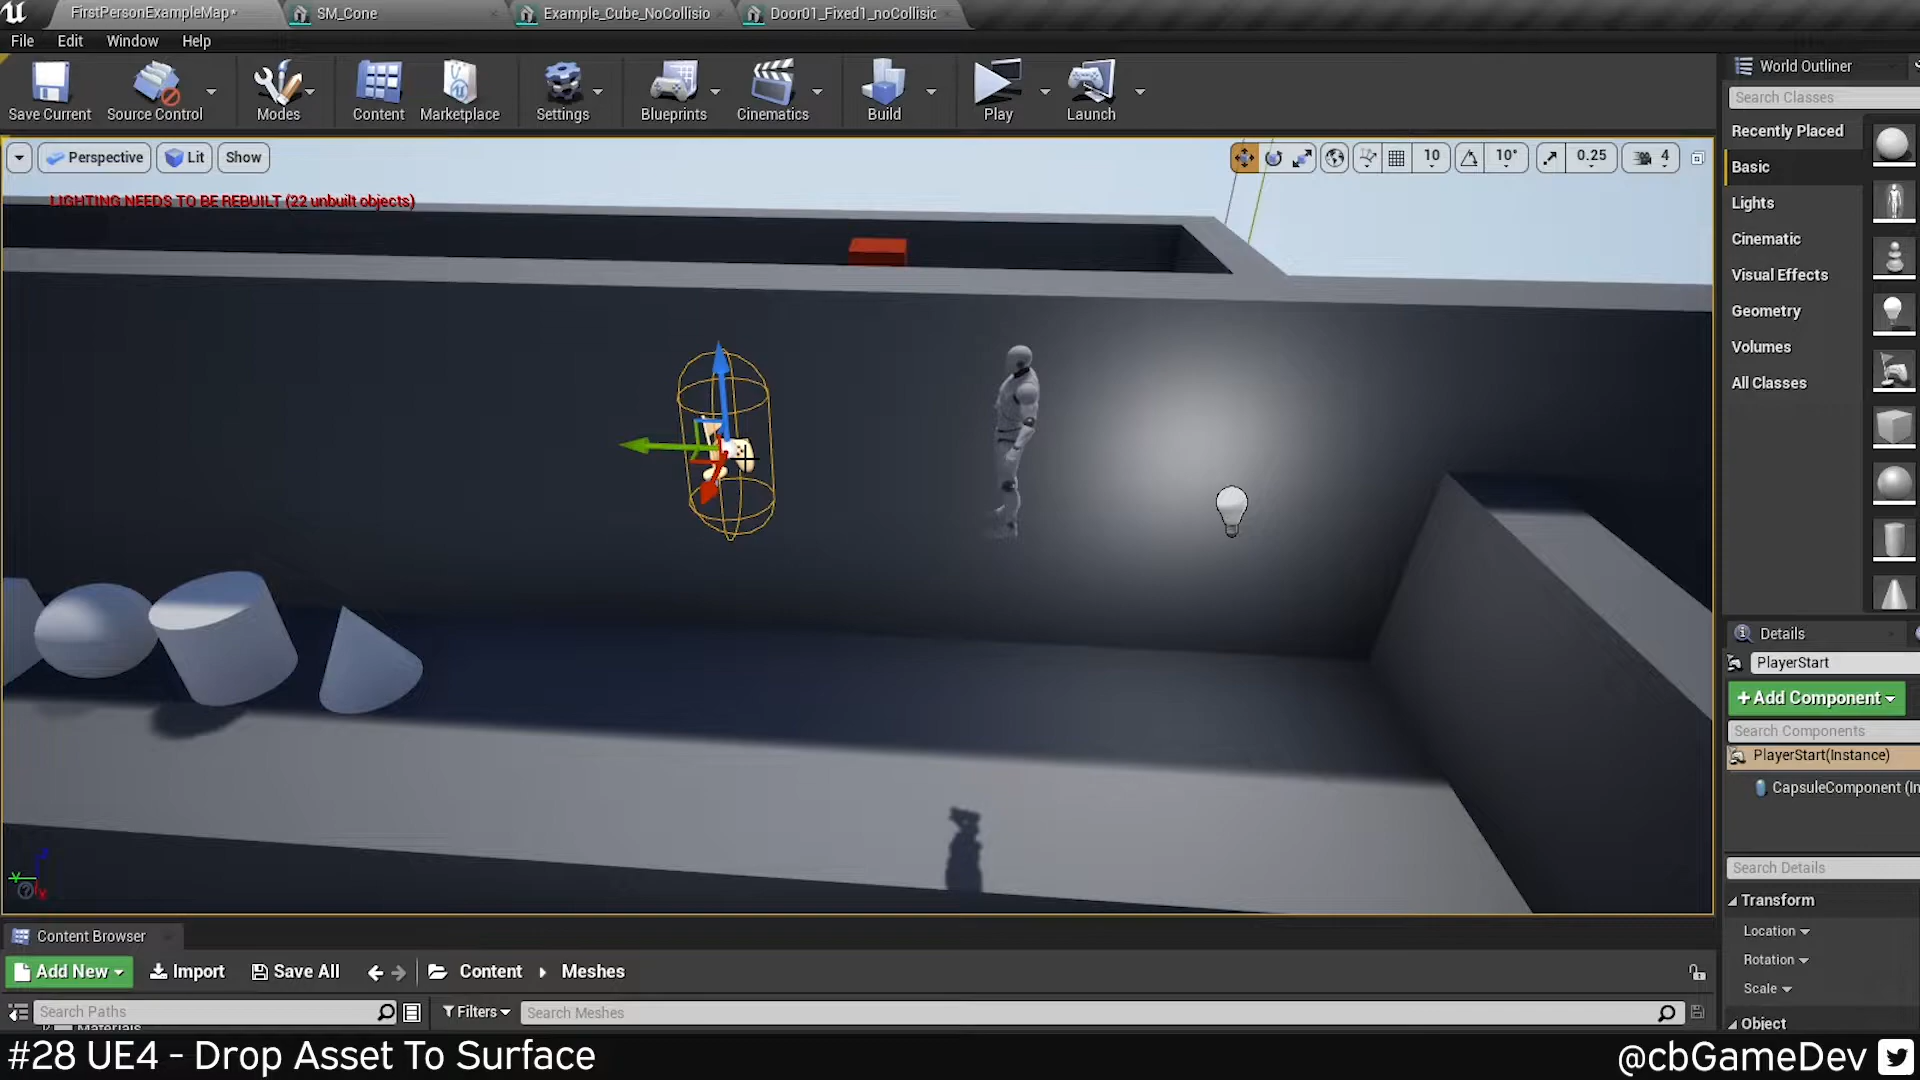 FirstPersonExampleMap*
SM_Cone
Example_Cube_NoCollisio
Door01_Fixed1_noCollisic
File Edit Window Help
Save Current
Source Control
Modes
Content
Marketplace
Settings
Blueprints
Cinematics
Build
Play
Launch
Perspective
Lit
Show
10
10°
0.25
4
LIGHTING NEEDS TO BE REBUILT (22 unbuilt objects)
World Outliner
Search Classes
Recently Placed
Basic
Lights
Cinematic
Visual Effects
Geometry
Volumes
All Classes
Details
PlayerStart
+ Add Component
Search Components
PlayerStart(Instance)
CapsuleComponent (In
Search Details
Transform
Location
Rotation
Scale
Object
Content Browser
Add New
Import
Save All
Content
Meshes
Search Paths
Filters
Search Meshes
Materials
#28 UE4 - Drop Asset To Surface
@cbGameDev